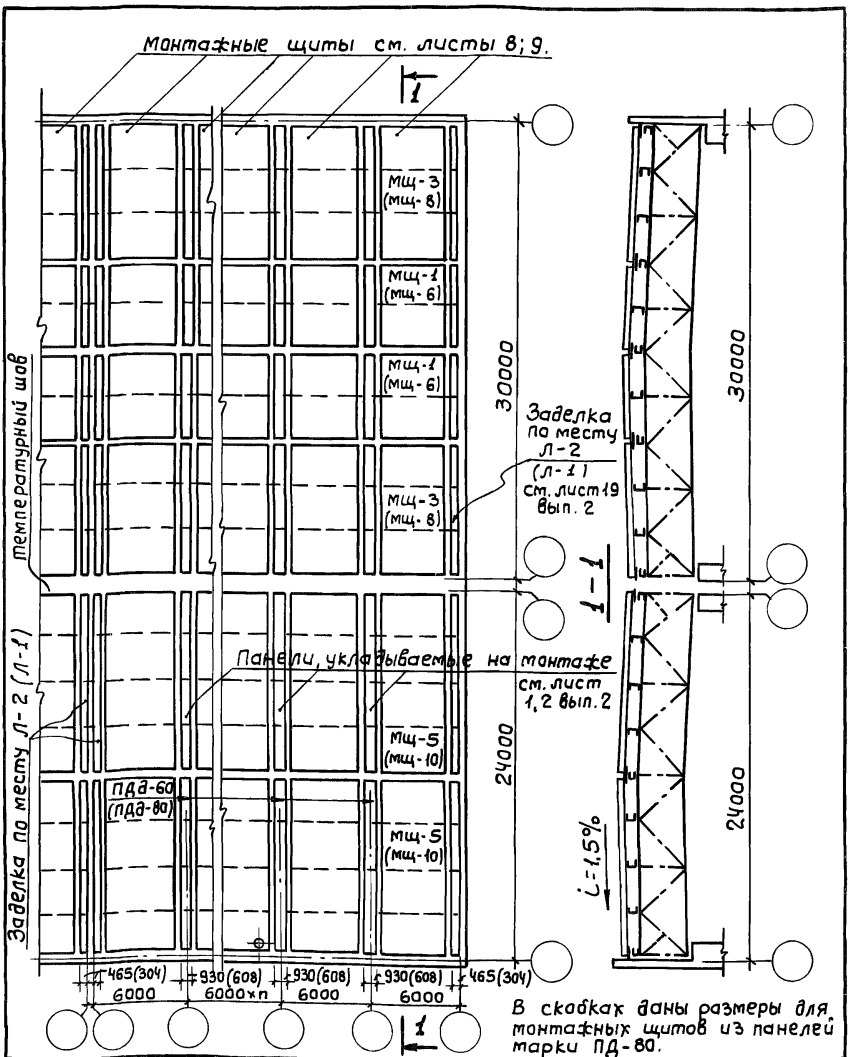 Монтажные щиты см. листы 8; 9.
1
МЩ-3
(МЩ-8)
МЩ-1
(МЩ-6)
МЩ-1
(МЩ-6)
МЩ-3
(МЩ-8)
30000
30000
Температурный шов
Заделка
по месту
Л-2
(Л-1)
см. лист 19
вып. 2
1-1
Заделка по месту Л-2 (Л-1)
Панели, укладываемые на монтаже
см. лист
1,2 вып.2
МЩ-5
(МЩ-10)
ПДд-60
(ПДд-80)
МЩ-5
(МЩ-10)
24000
24000
i=1,5%
465(304) 930(608) 930(608) 930(608) 465(304)
6000 6000×п 6000 6000
1
В скобках даны размеры для
монтажных щитов из панелей
марки ПД-80.